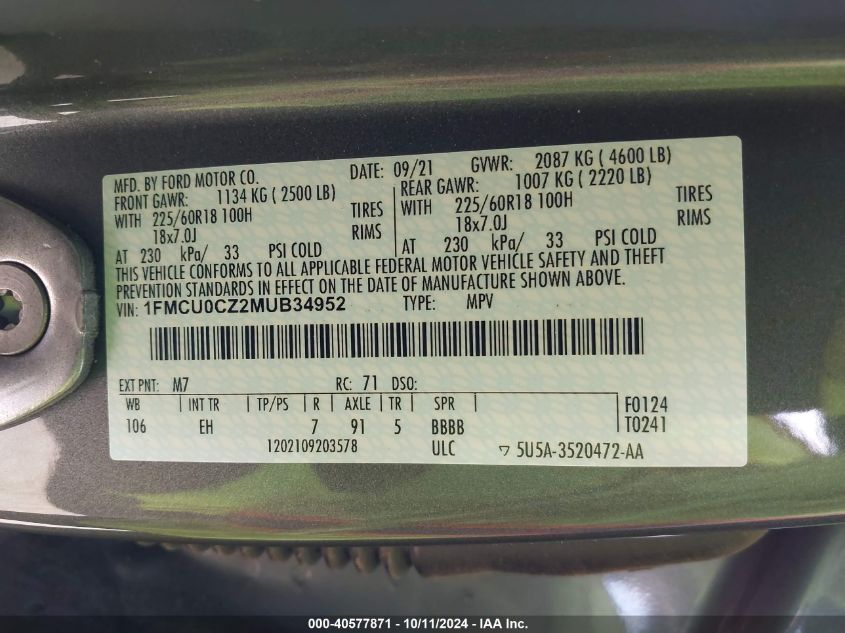 MFD. BY FORD MOTOR CO. DATE: 09/21 GVWR: 2087 KG ( 4600 LB)
FRONT GAWR: 1134 KG ( 2500 LB) REAR GAWR: 1007 KG ( 2220 LB)
WITH 225/60R18 100H TIRES WITH 225/60R18 100H TIRES
18x7.0J RIMS 18x7.0J RIMS
AT 230 kPa/ 33 PSI COLD AT 230 kPa/ 33 PSI COLD
THIS VEHICLE CONFORMS TO ALL APPLICABLE FEDERAL MOTOR VEHICLE SAFETY AND THEFT
PREVENTION STANDARDS IN EFFECT ON THE DATE OF MANUFACTURE SHOWN ABOVE.
VIN: 1FMCU0CZ2MUB34952 TYPE: MPV
EXT PNT: M7 RC: 71 DSO:
WB INT TR TP/PS R AXLE TR SPR F0124
106 EH 7 91 5 BBBB T0241
1202109203578 ULC 5U5A-3520472-AA
000-40577871 - 10/11/2024 - IAA Inc.